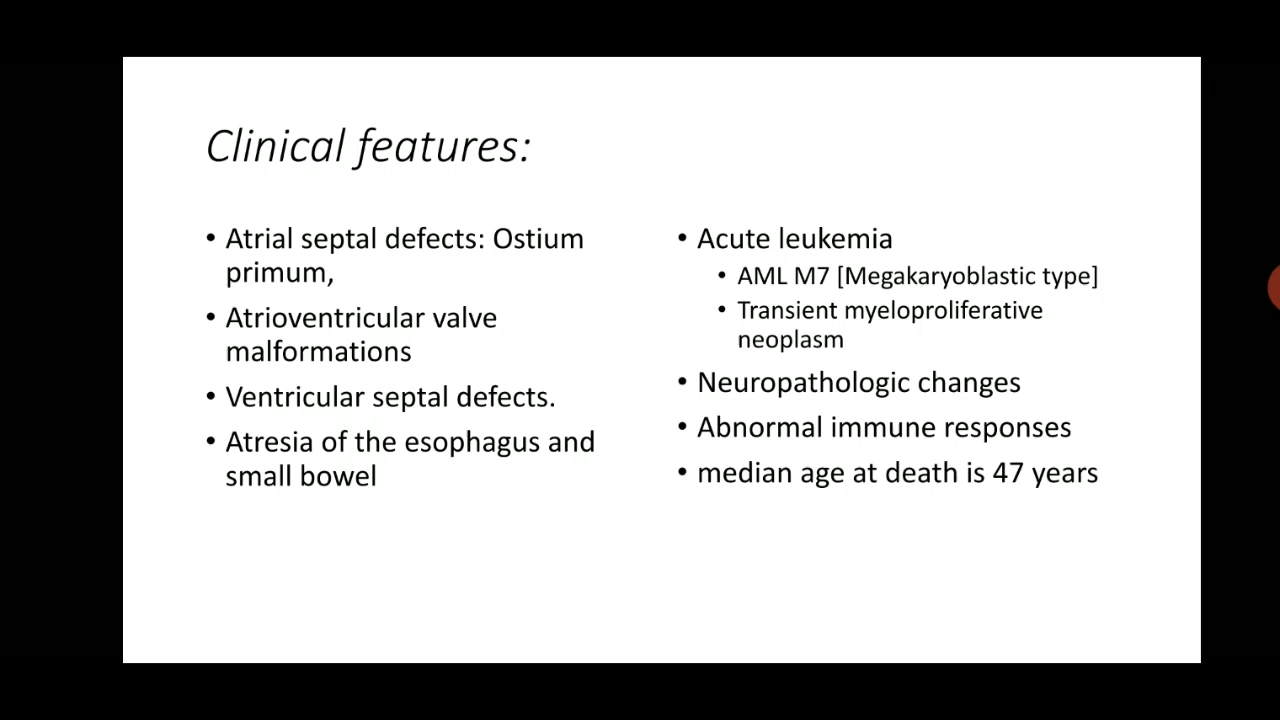 Clinical features:
• Atrial septal defects: Ostium
primum,
• Atrioventricular valve
malformations
• Ventricular septal defects.
• Atresia of the esophagus and
small bowel
• Acute leukemia
• AML M7 [Megakaryoblastic type]
• Transient myeloproliferative
neoplasm
• Neuropathologic changes
• Abnormal immune responses
• median age at death is 47 years